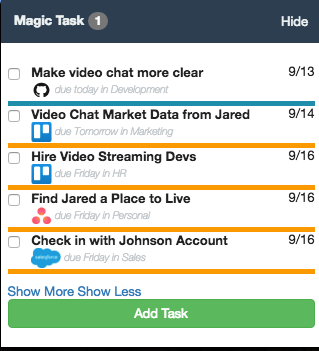 Magic Task 1 Hide
Make video chat more clear 9/13
due today in Development
Video Chat Market Data from Jared 9/14
due Tomorrow in Marketing
Hire Video Streaming Devs 9/16
due Friday in HR
Find Jared a Place to Live 9/16
due Friday in Personal
Check in with Johnson Account 9/16
salesforce due Friday in Sales
Show More Show Less
Add Task